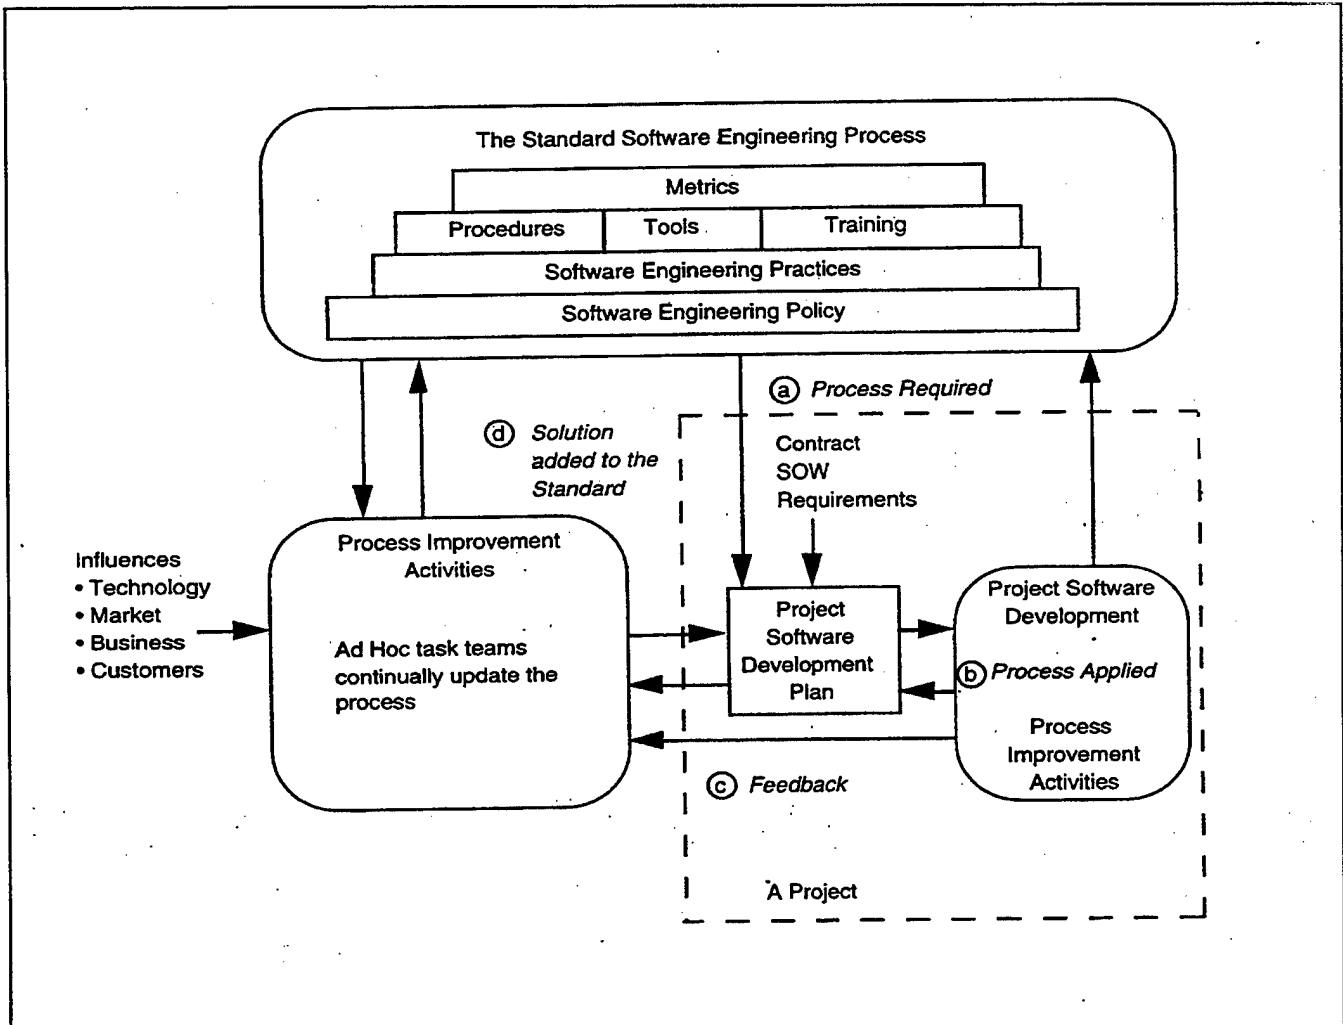 The Standard Software Engineering Process
Metrics
Procedures
Tools
Training
Software Engineering Practices
Software Engineering Policy
ⓐ Process Required
ⓓ Solution
added to the
Standard
Contract
SOW
Requirements
Influences
• Technology
• Market
• Business
• Customers
Process Improvement
Activities
Ad Hoc task teams
continually update the
process
Project
Software
Development
Plan
Project Software
Development
ⓑ Process Applied
Process
Improvement
Activities
ⓒ Feedback
A Project